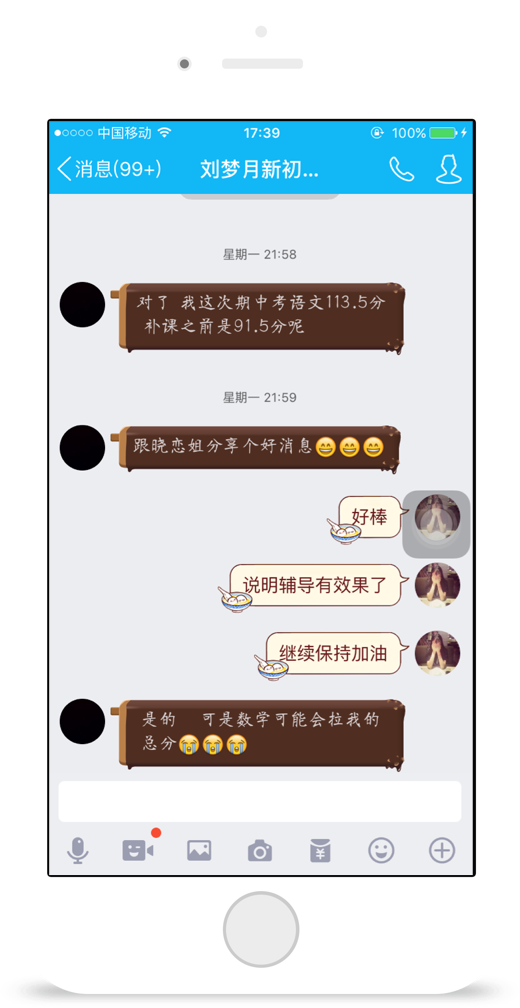 中国移动 17:39 100%
消息(99+) 刘梦月新初...
星期一 21:58
对了 我这次期中考语文113.5分
补课之前是91.5分呢
星期一 21:59
跟晓恋姐分享个好消息😁😁😁
好棒
说明辅导有效果了
继续保持加油
是的 可是数学可能会拉我的
总分😭😭😭